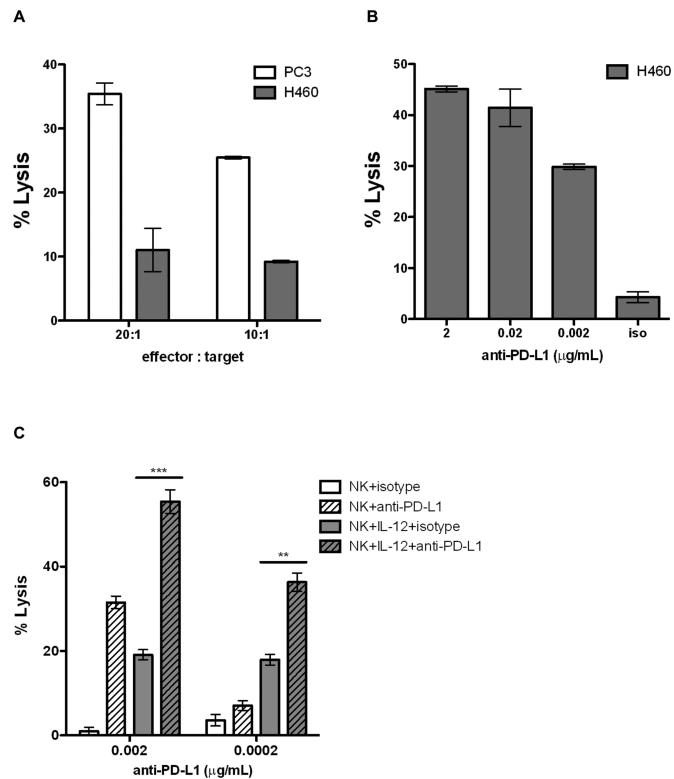 A
40
30
20
10
0
% Lysis
PC3
H460
20:1 10:1
effector : target
B
50
40
30
20
10
0
% Lysis
H460
2 0.02 0.002 iso
anti-PD-L1 (μg/mL)
C
60
40
20
0
% Lysis
***
**
NK+isotype
NK+anti-PD-L1
NK+IL-12+isotype
NK+IL-12+anti-PD-L1
0.002 0.0002
anti-PD-L1 (μg/mL)